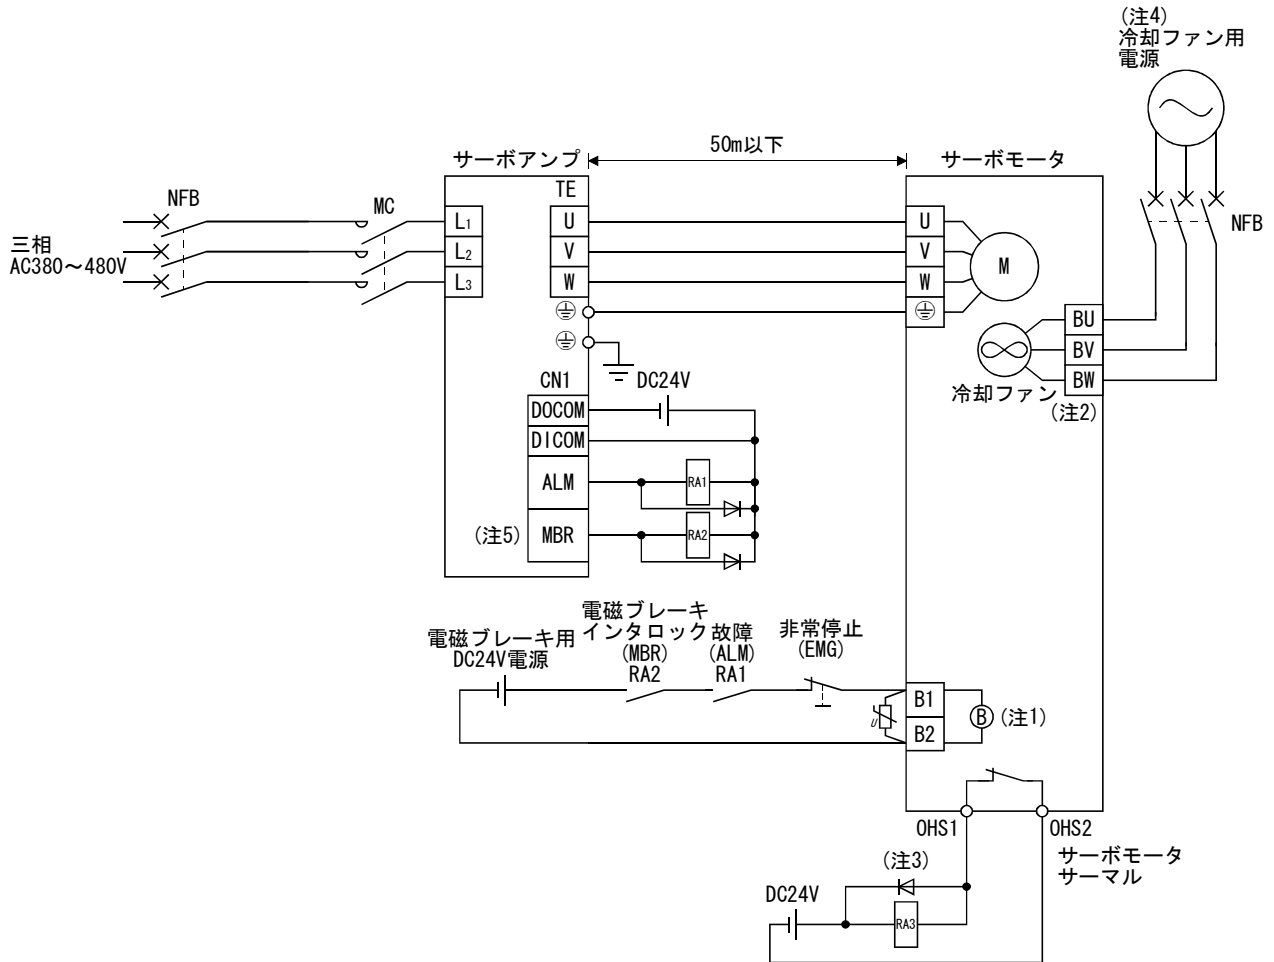 (注4)
冷却ファン用
電源
50m以下
サーボアンプ
サーボモータ
NFB
MC
TE
L1
L2
L3
U
V
W
U
V
W
M
三相
AC380～480V
NFB
BU
BV
BW
冷却ファン
(注2)
CN1
DC24V
DOCOM
DICOM
ALM
RA1
(注5)
MBR
RA2
電磁ブレーキ用
DC24V電源
電磁ブレーキ
インタロック
(MBR)
RA2
故障
(ALM)
RA1
非常停止
(EMG)
U
B1
B2
B
(注1)
OHS1
OHS2
サーボモータ
サーマル
(注3)
DC24V
RA3